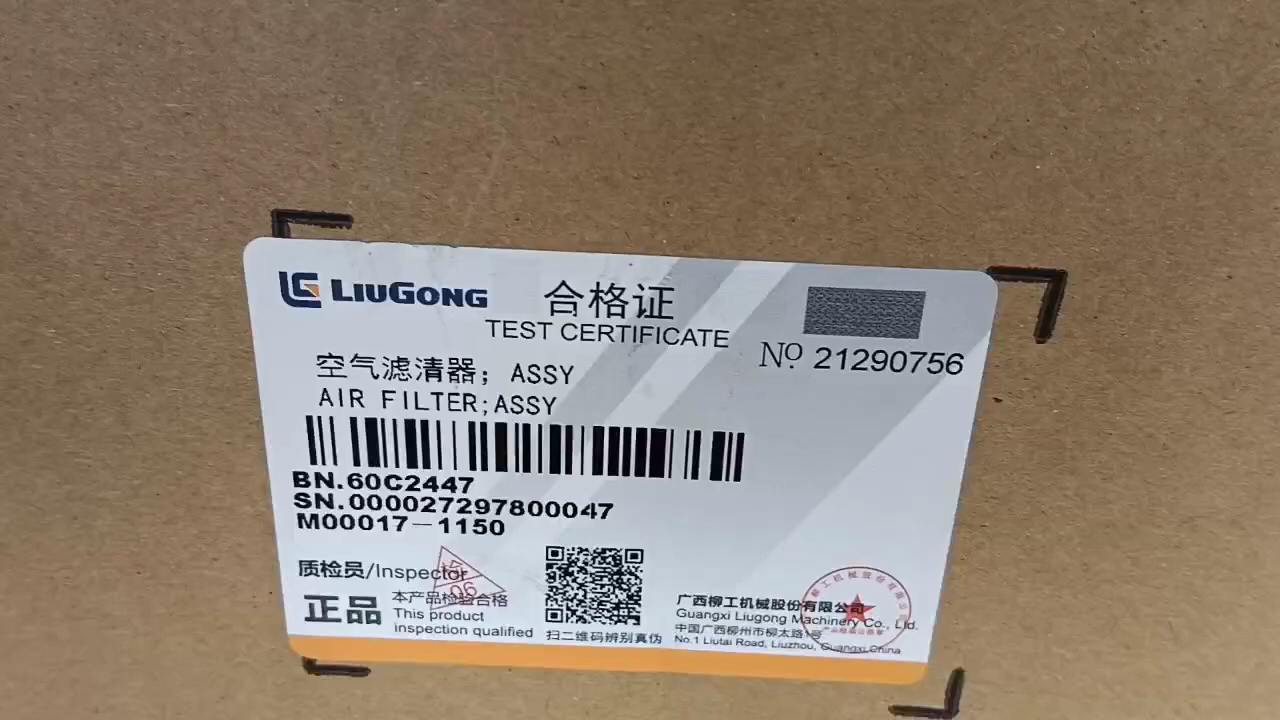 LIUGONG
合格证
TEST CERTIFICATE
№ 21290756
空气滤清器；ASSY
AIR FILTER;ASSY
BN.60C2447
SN.000027297800047
M00017-1150
质检员/Inspector
检
06
正品
本产品检验合格
This product
inspection qualified
扫二维码辨别真伪
广西柳工机械股份有限公司
Guangxi Liugong Machinery Co., Ltd.
中国广西柳州市柳太路1号
No.1 Liutai Road, Liuzhou, Guangxi, China